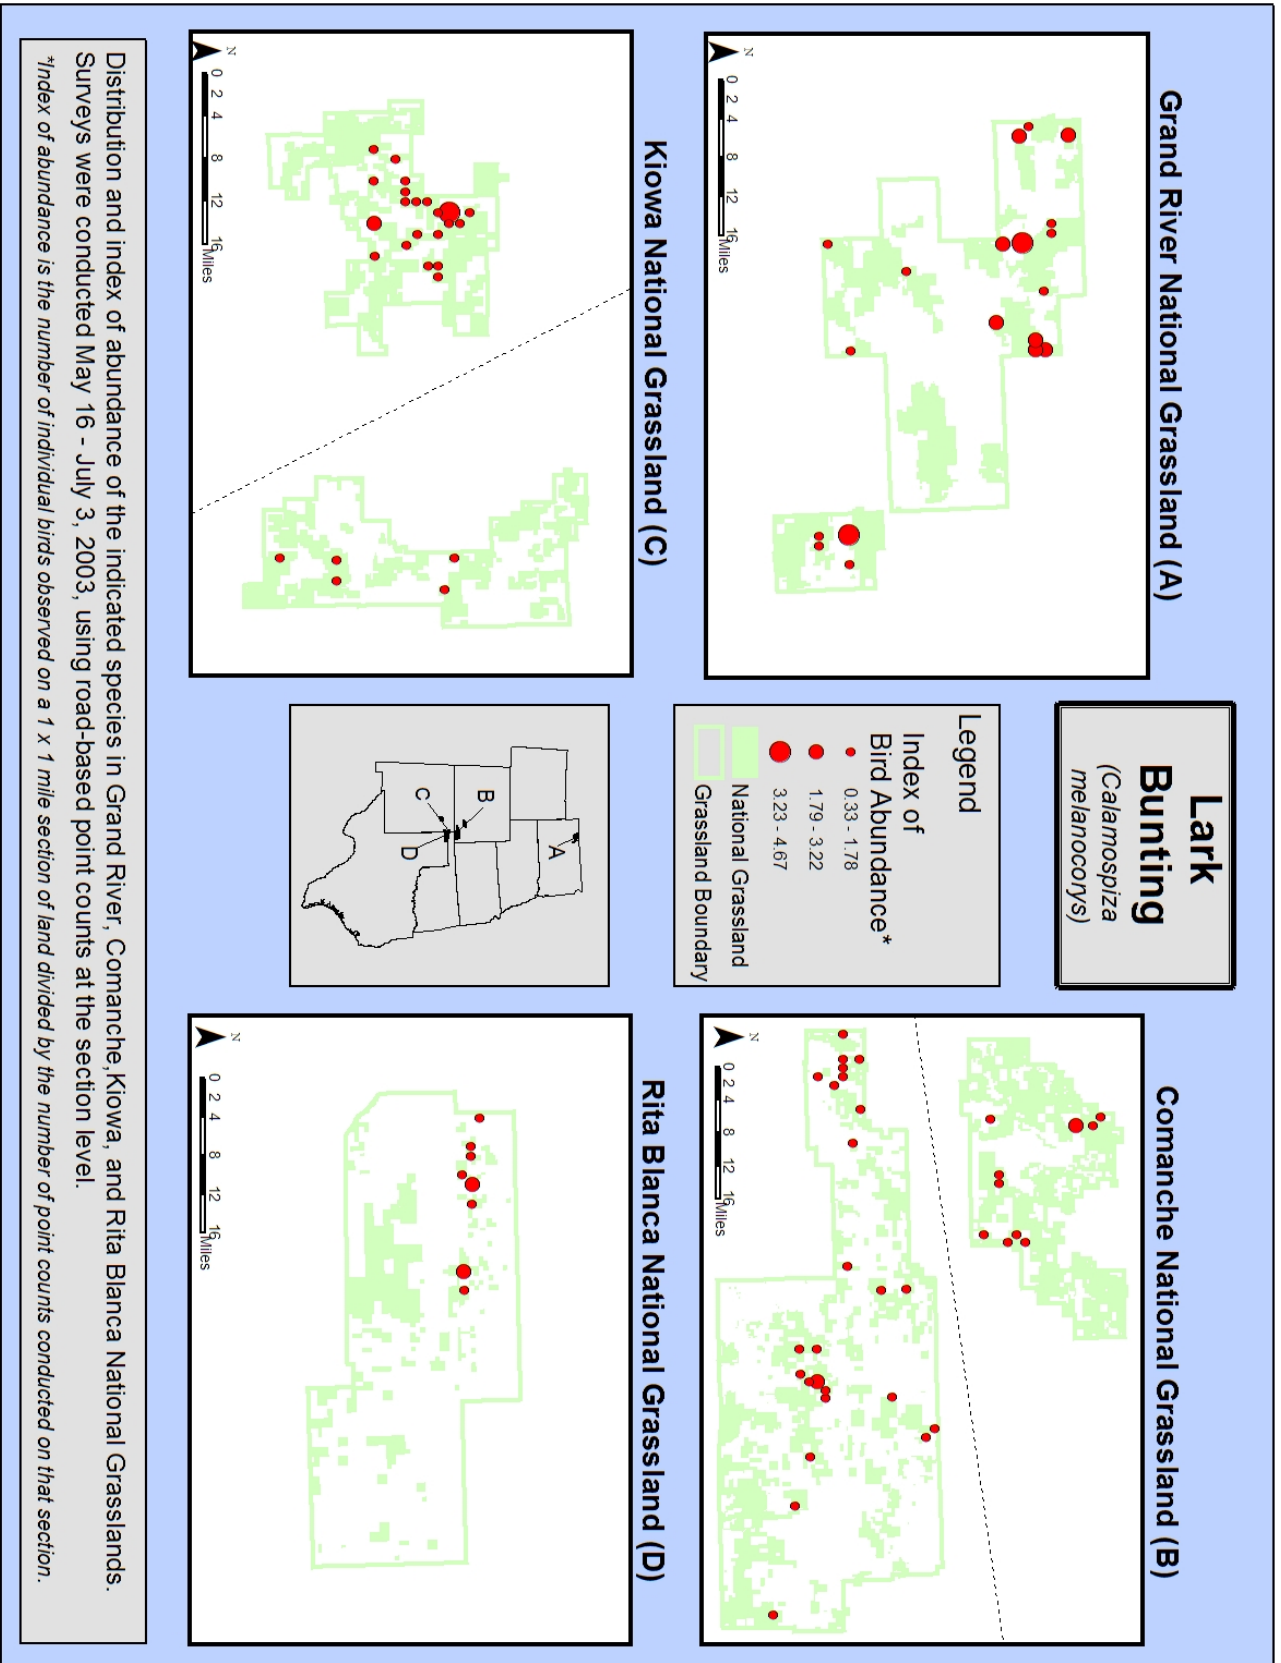 Lark
Bunting
(Calamospiza
melanocorys)
Grand River National Grassland (A)
N
0 2 4 8 12 16
Miles
Comanche National Grassland (B)
N
0 2 4 8 12 16
Miles
Legend
Index of
Bird Abundance*
0.33 - 1.78
1.79 - 3.22
3.23 - 4.67
National Grassland
Grassland Boundary
Kiowa National Grassland (C)
N
0 2 4 8 12 16
Miles
A
B
C
D
Rita Blanca National Grassland (D)
N
0 2 4 8 12 16
Miles
Distribution and index of abundance of the indicated species in Grand River, Comanche,Kiowa, and Rita Blanca National Grasslands.
Surveys were conducted May 16 - July 3, 2003, using road-based point counts at the section level.
*Index of abundance is the number of individual birds observed on a 1 x 1 mile section of land divided by the number of point counts conducted on that section.